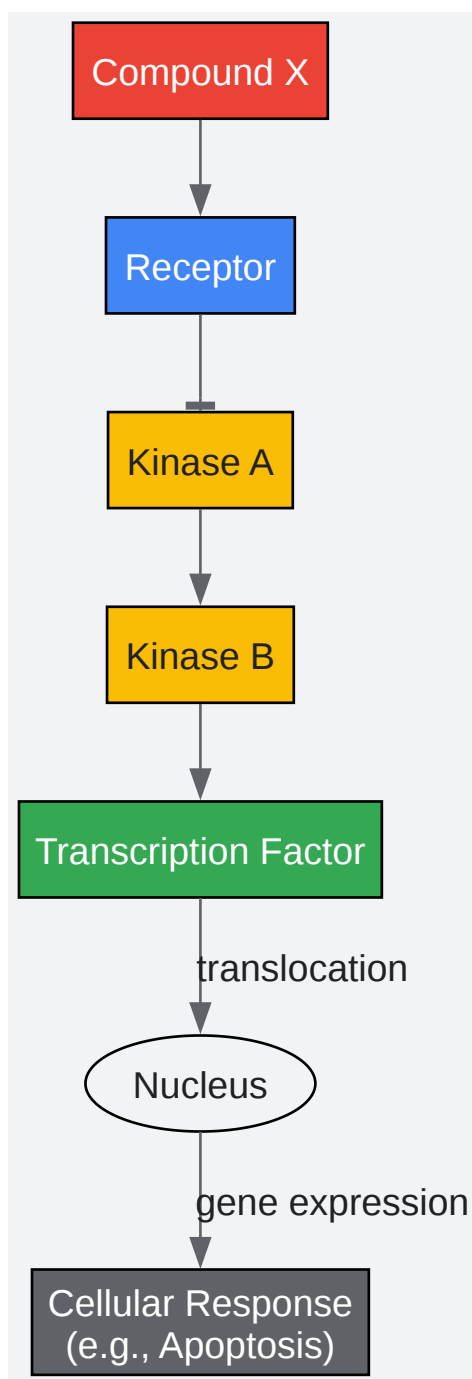 Compound X
Receptor
Kinase A
Kinase B
Transcription Factor
translocation
Nucleus
gene expression
Cellular Response
(e.g., Apoptosis)